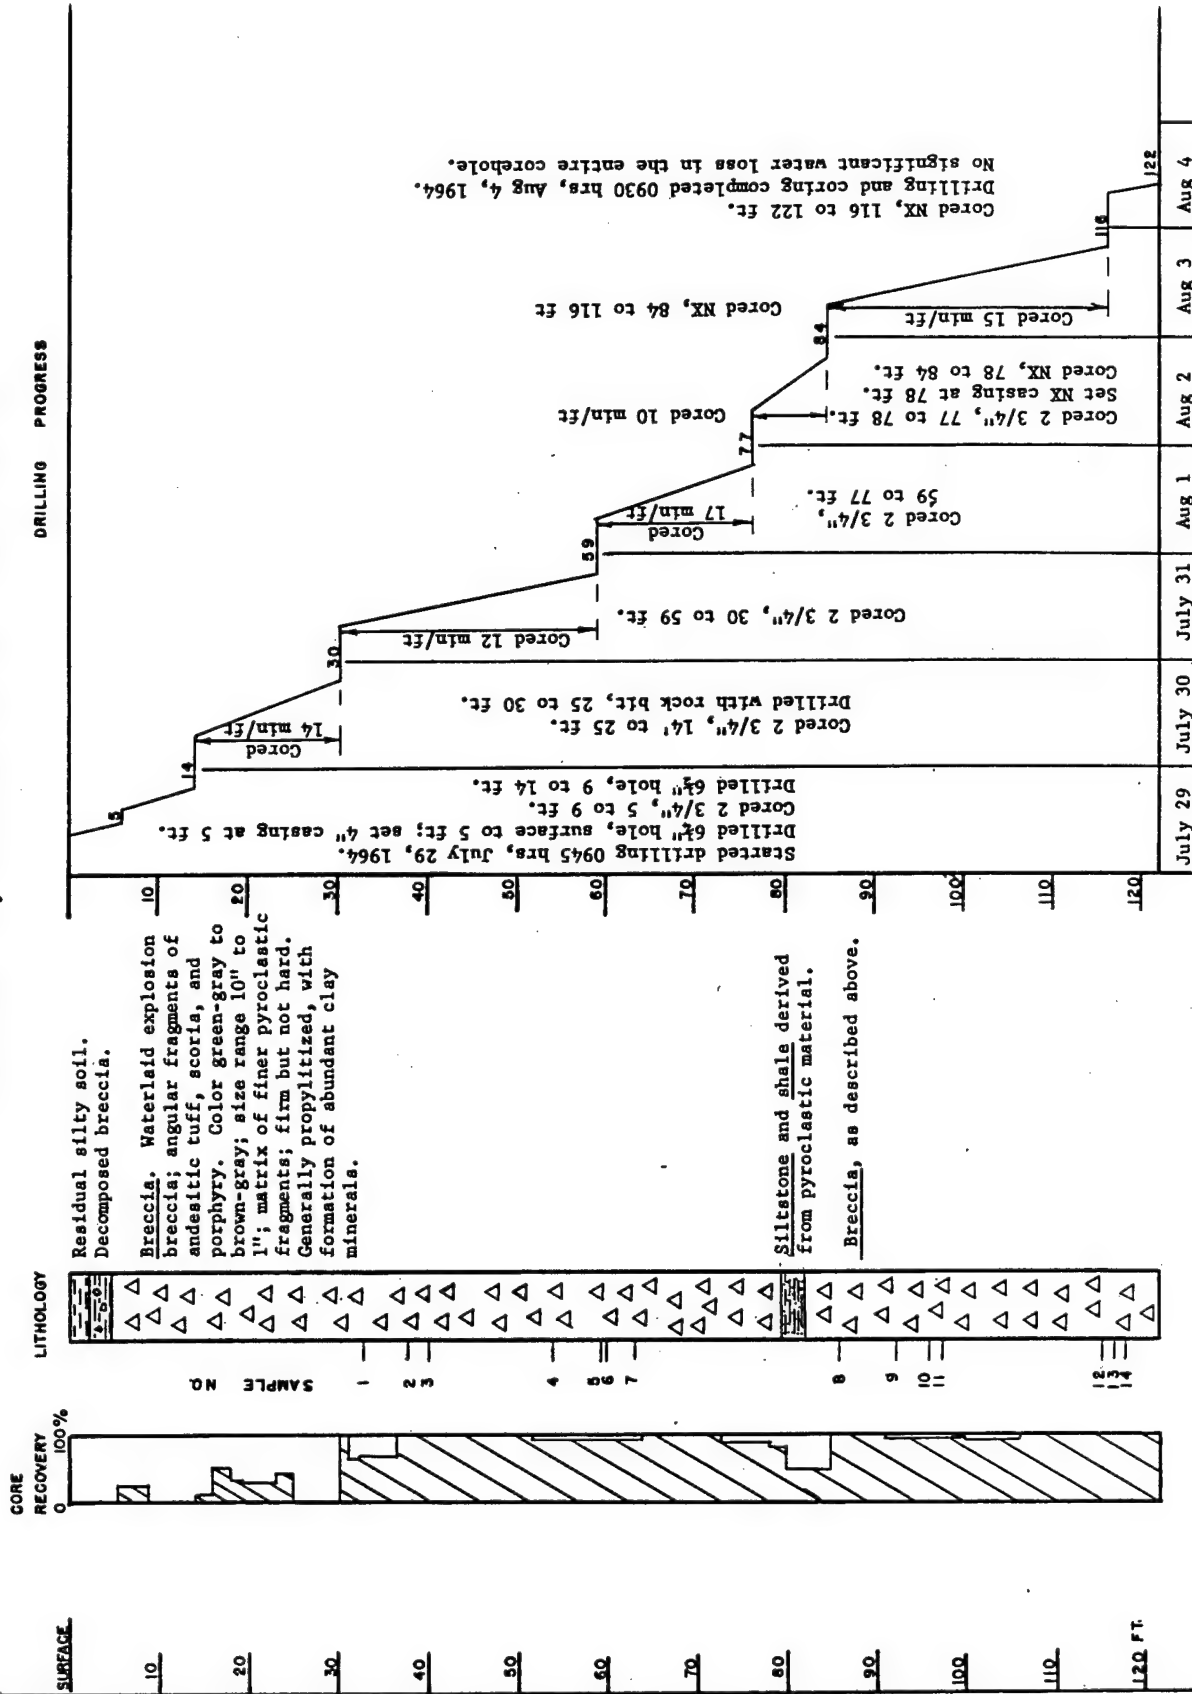 CORE
RECOVERY
0 100%
SAMPLE NO.
LITHOLOGY
DRILLING PROGRESS
SURFACE
10
20
30
40
50
60
70
80
90
100
110
120 FT.
1
2
3
4
5
6
7
8
9
10
11
12
13
14
Residual silty soil.
Decomposed breccia.
Breccia. Waterlaid explosion
breccia; angular fragments of
andesitic tuff, scoria, and
porphyry. Color green-gray to
brown-gray; size range 10" to
1"; matrix of finer pyroclastic
fragments; firm but not hard.
Generally propylitized, with
formation of abundant clay
minerals.
Siltstone and shale derived
from pyroclastic material.
Breccia, as described above.
10
20
30
40
50
60
70
80
90
100
110
120
Started drilling 0945 hrs, July 29, 1964.
Drilled 6¼" hole, surface to 5 ft; set 4" casing at 5 ft.
Cored 2 3/4", 5 to 9 ft.
Drilled 6½" hole, 9 to 14 ft.
5
14
Cored
14 min/ft
Cored 2 3/4", 14' to 25 ft.
Drilled with rock bit, 25 to 30 ft.
30
Cored 12 min/ft
Cored 2 3/4", 30 to 59 ft.
59
Cored
17 min/ft
Cored 2 3/4",
59 to 77 ft.
77
Cored 10 min/ft
Cored 2 3/4", 77 to 78 ft.
Set NX casing at 78 ft.
Cored NX, 78 to 84 ft.
84
Cored 15 min/ft
Cored NX, 84 to 116 ft
116
Cored NX, 116 to 122 ft.
Drilling and coring completed 0930 hrs, Aug 4, 1964.
No significant water loss in the entire corehole.
122
July 29
July 30
July 31
Aug 1
Aug 2
Aug 3
Aug 4